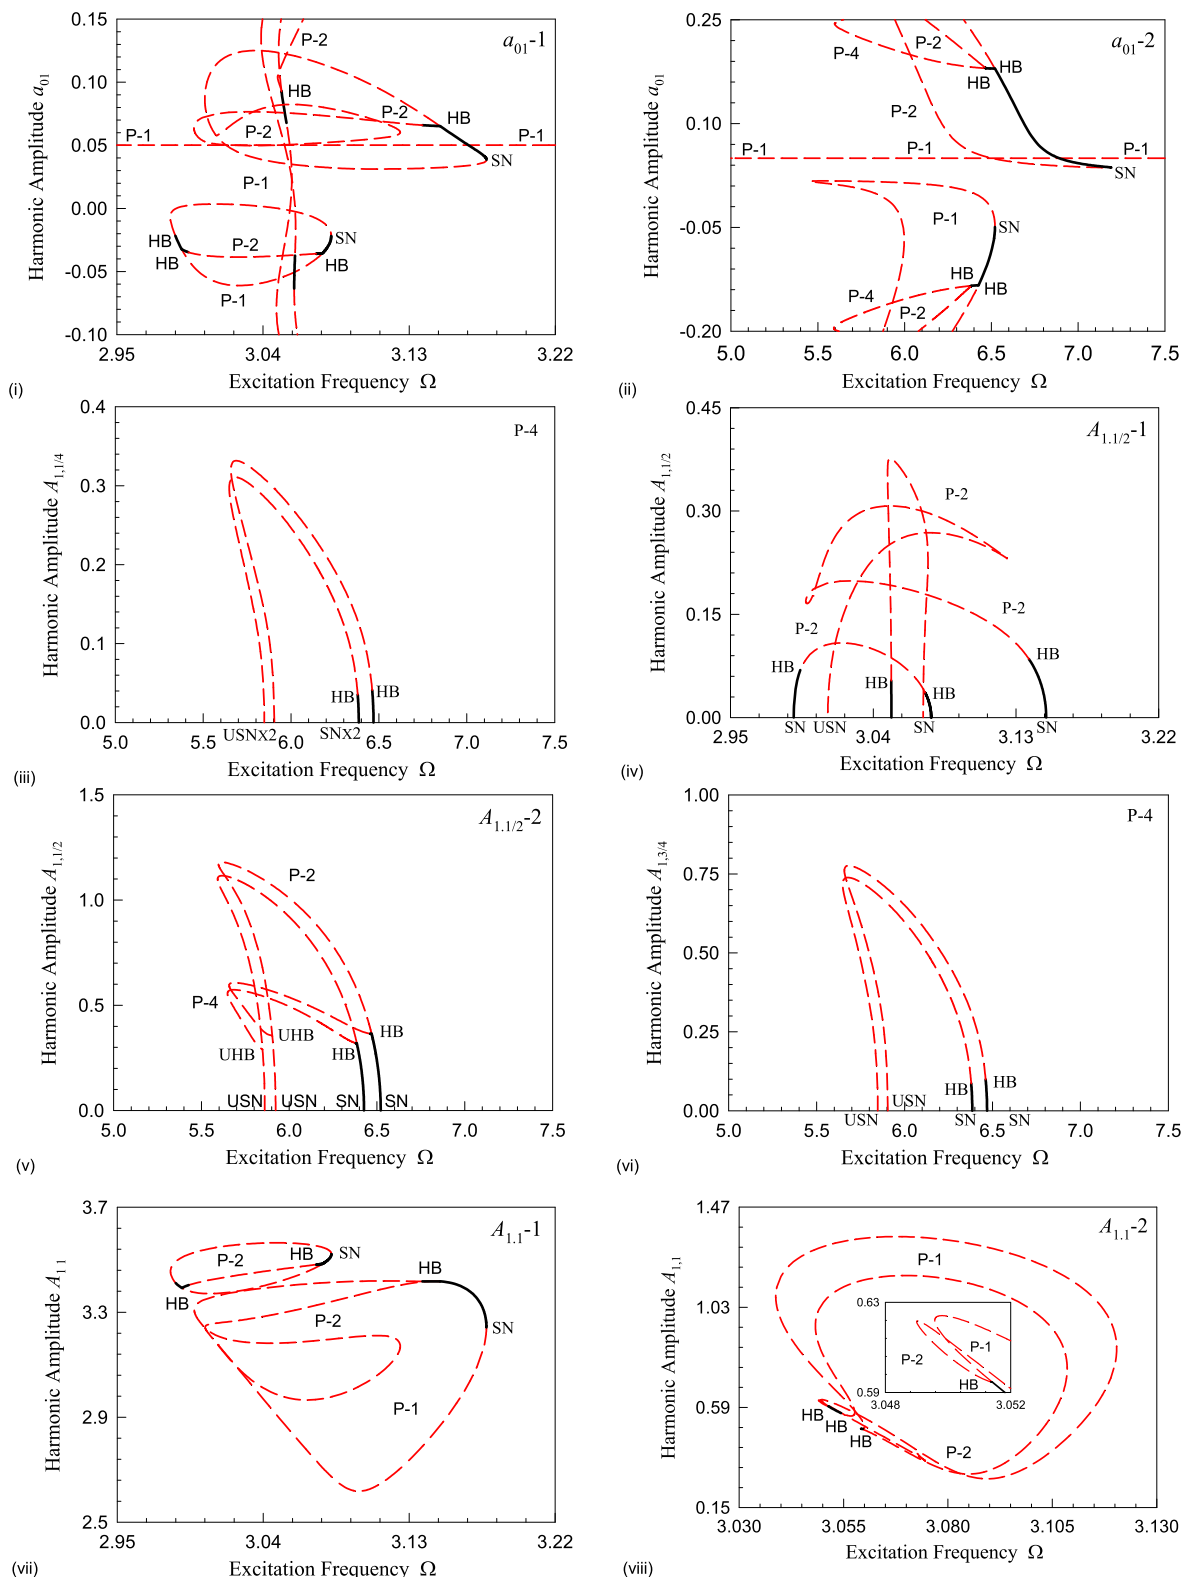 a01-1
0.15
0.10
0.05
0.00
-0.05
-0.10
Harmonic Amplitude a01
P-2
HB
HB
P-2
P-2
P-1
P-1
SN
P-1
HB
P-2
SN
HB
HB
P-1
2.95 3.04 3.13 3.22
Excitation Frequency Ω
(i)
a01-2
0.25
0.10
-0.05
-0.20
Harmonic Amplitude a01
P-4
P-2
HB
HB
P-2
P-1
P-1
P-1
SN
P-1
SN
HB
HB
P-4
P-2
5.0 5.5 6.0 6.5 7.0 7.5
Excitation Frequency Ω
(ii)
P-4
0.4
0.3
0.2
0.1
0.0
Harmonic Amplitude A1,1/4
HB
HB
USNX2
SNX2
5.0 5.5 6.0 6.5 7.0 7.5
Excitation Frequency Ω
(iii)
A1.1/2-1
0.45
0.30
0.15
0.00
Harmonic Amplitude A1,1/2
P-2
P-2
P-2
HB
HB
HB
HB
SN
USN
SN
SN
2.95 3.04 3.13 3.22
Excitation Frequency Ω
(iv)
A1.1/2-2
1.5
1.0
0.5
0.0
Harmonic Amplitude A1,1/2
P-2
P-4
UHB
UHB
HB
HB
USN
USN
SN
SN
5.0 5.5 6.0 6.5 7.0 7.5
Excitation Frequency Ω
(v)
P-4
1.00
0.75
0.50
0.25
0.00
Harmonic Amplitude A1,3/4
HB
HB
USN
USN
SN
SN
5.0 5.5 6.0 6.5 7.0 7.5
Excitation Frequency Ω
(vi)
A1.1-1
3.7
3.3
2.9
2.5
Harmonic Amplitude A1 1
P-2
HB
SN
HB
HB
P-2
SN
P-1
2.95 3.04 3.13 3.22
Excitation Frequency Ω
(vii)
A1.1-2
1.47
1.03
0.59
0.15
Harmonic Amplitude A1,1
P-1
0.63
P-1
P-2
HB
0.59
3.048 3.052
HB
HB
HB
P-2
3.030 3.055 3.080 3.105 3.130
Excitation Frequency Ω
(viii)